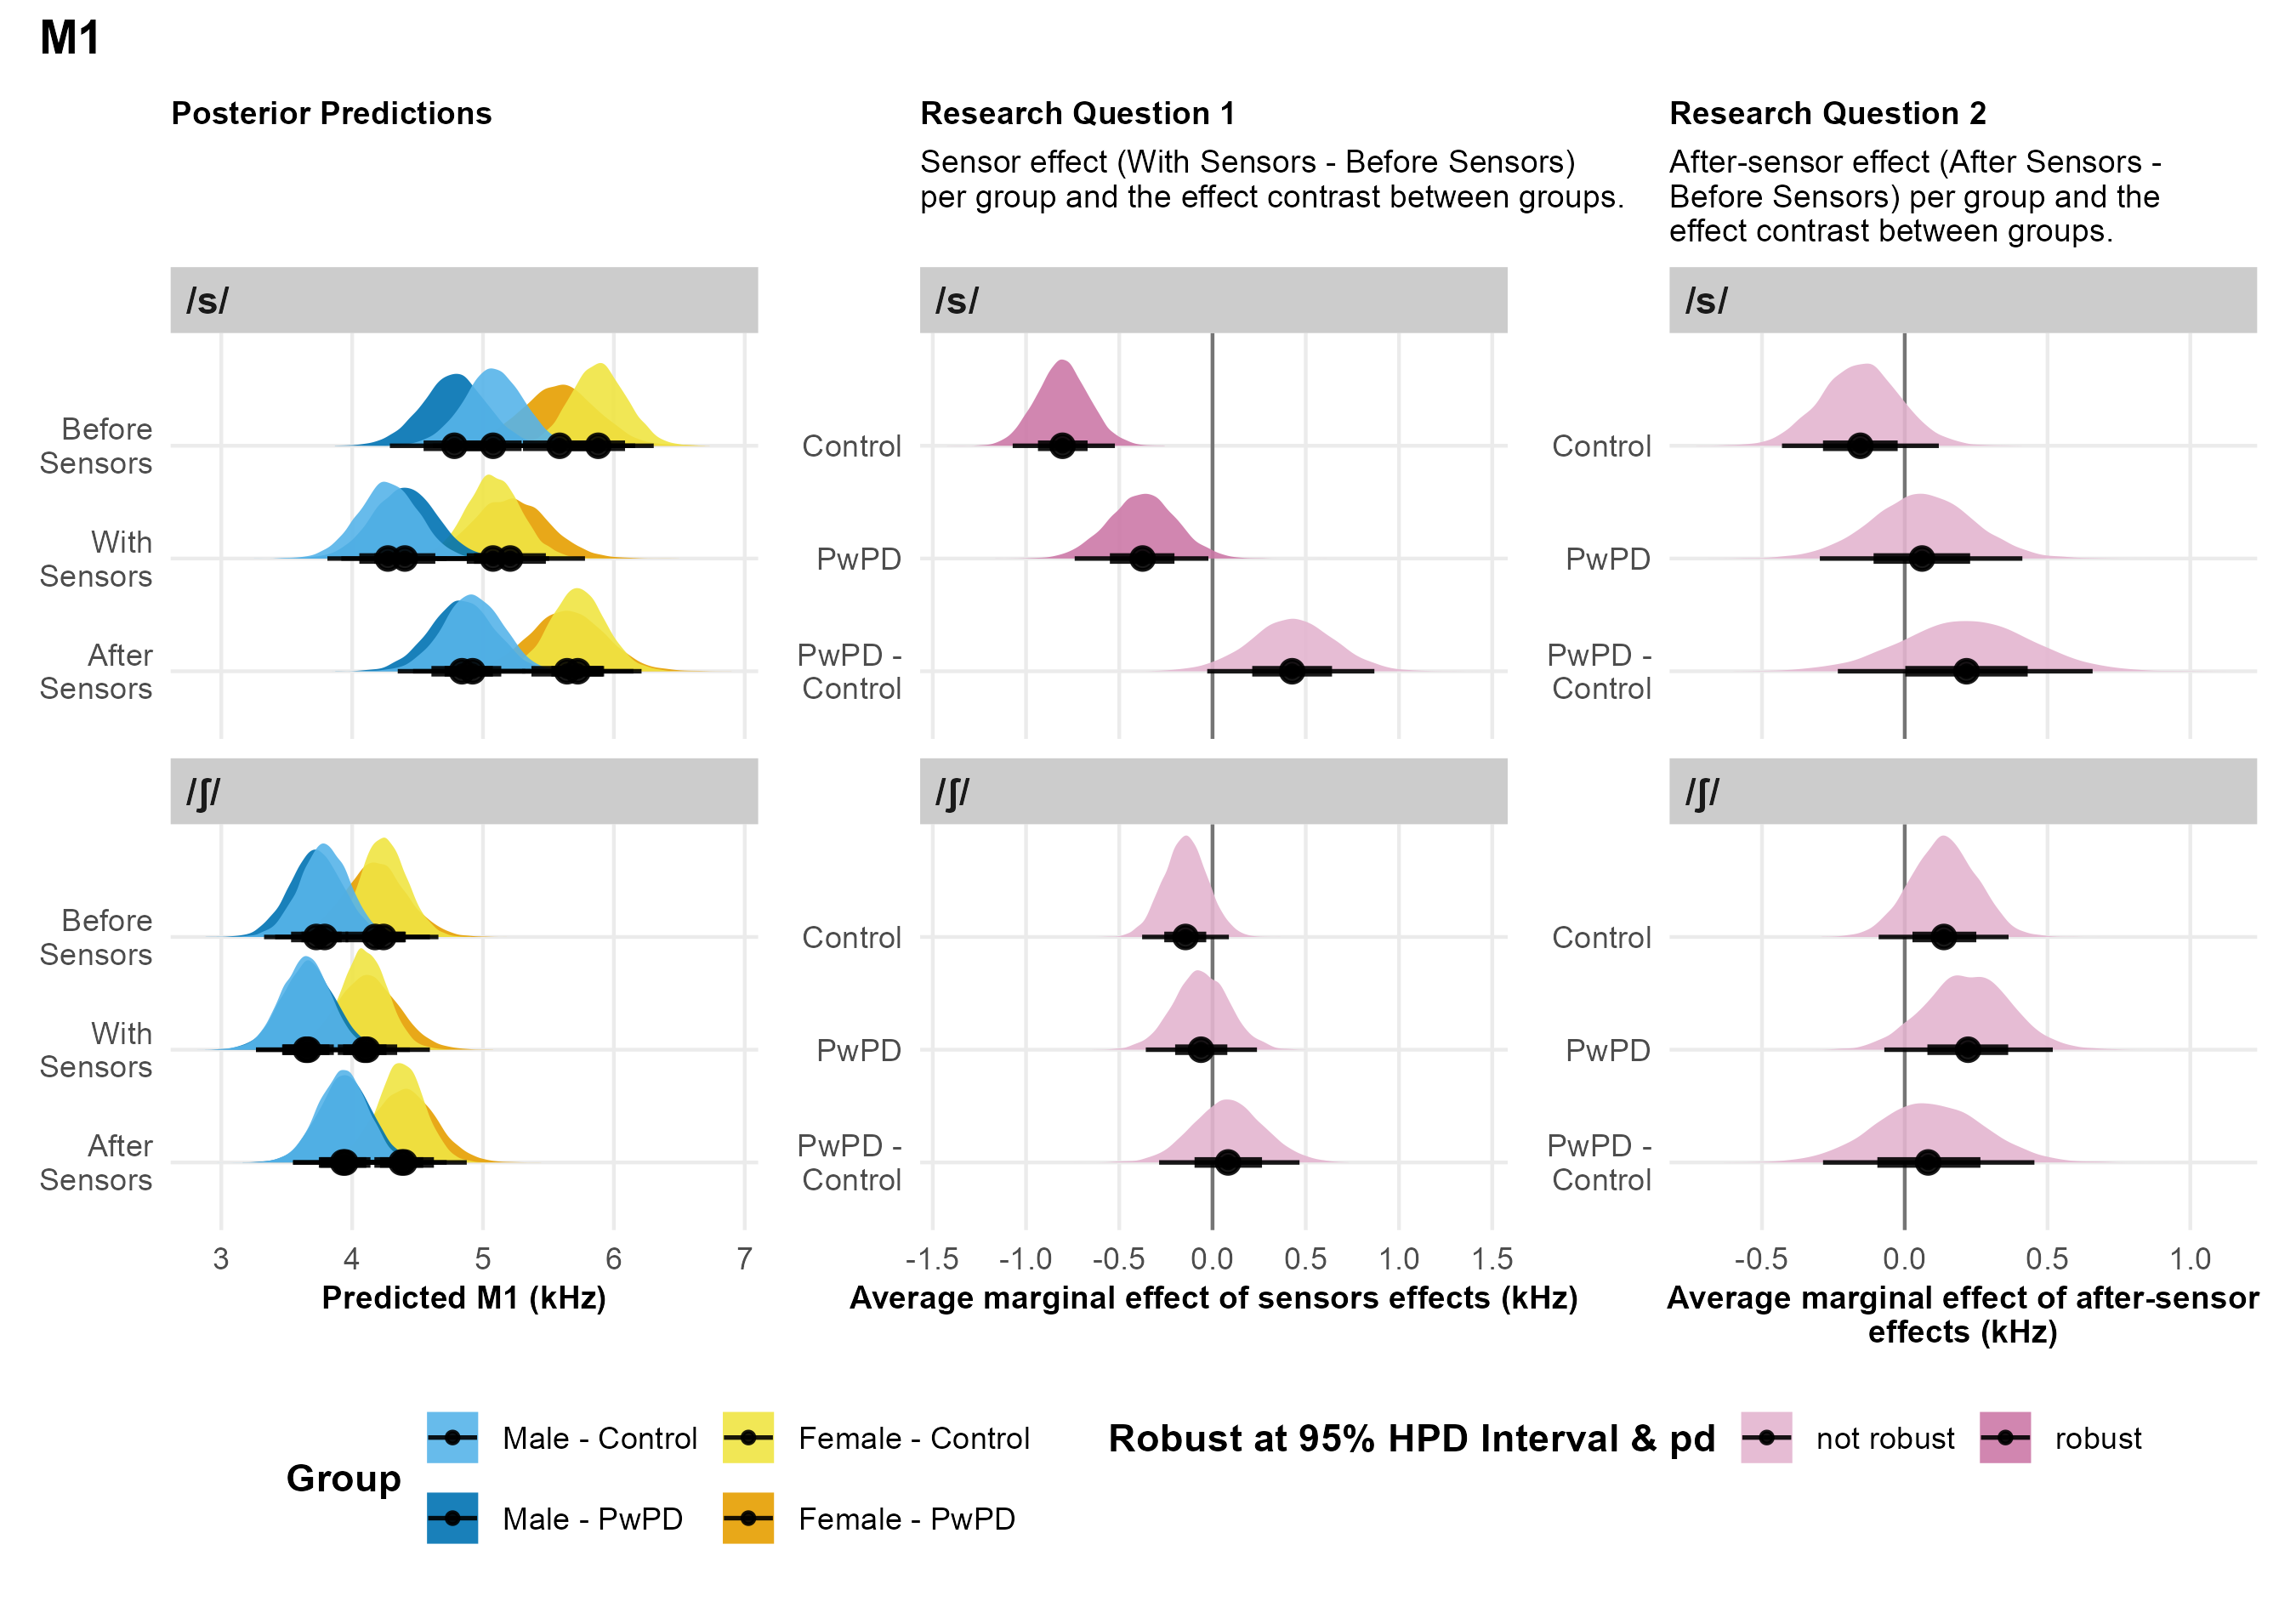 M1
Posterior Predictions
Research Question 1
Sensor effect (With Sensors - Before Sensors)
per group and the effect contrast between groups.
Research Question 2
After-sensor effect (After Sensors -
Before Sensors) per group and the
effect contrast between groups.
/s/
Before
Sensors
With
Sensors
After
Sensors
/s/
Control
PwPD
PwPD -
Control
/s/
Control
PwPD
PwPD -
Control
/ʃ/
Before
Sensors
With
Sensors
After
Sensors
3 4 5 6 7
Predicted M1 (kHz)
/ʃ/
Control
PwPD
PwPD -
Control
-1.5 -1.0 -0.5 0.0 0.5 1.0 1.5
Average marginal effect of sensors effects (kHz)
/ʃ/
Control
PwPD
PwPD -
Control
-0.5 0.0 0.5 1.0
Average marginal effect of after-sensor
effects (kHz)
Group
Male - Control
Female - Control
Male - PwPD
Female - PwPD
Robust at 95% HPD Interval & pd
not robust
robust